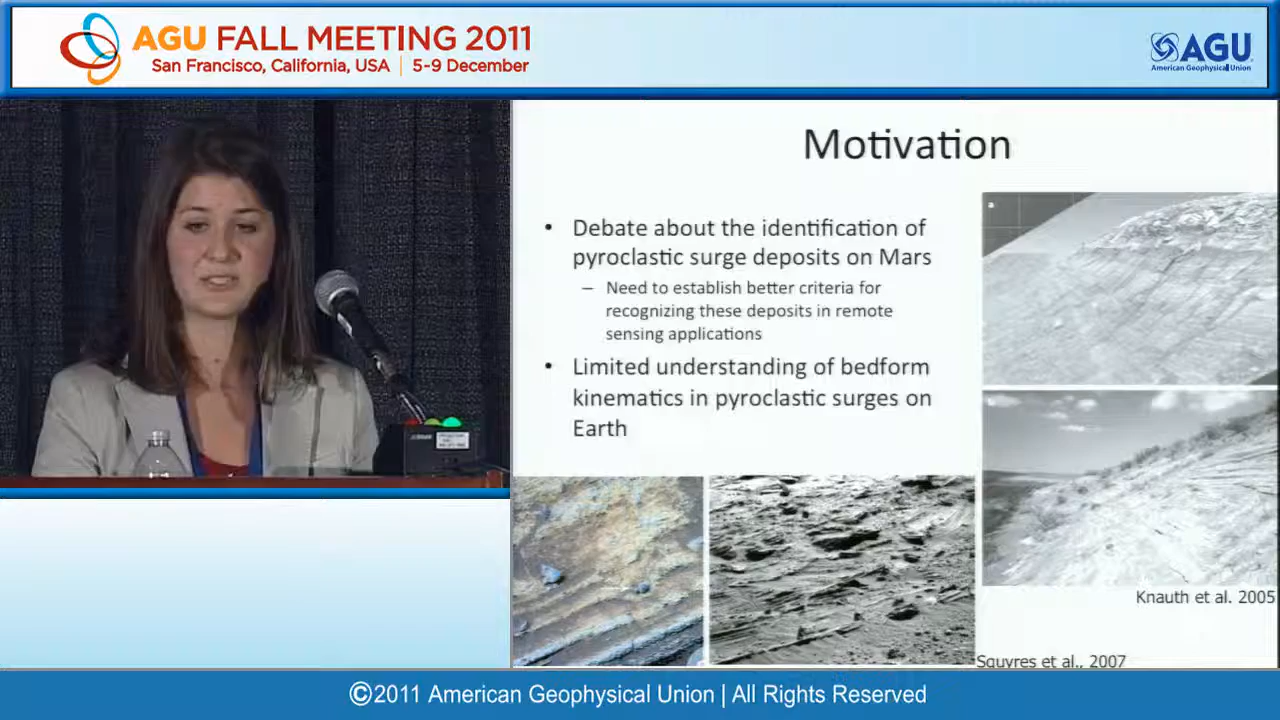 AGU FALL MEETING 2011
San Francisco, California, USA | 5-9 December
AGU
American Geophysical Union
Motivation
• Debate about the identification of
pyroclastic surge deposits on Mars
– Need to establish better criteria for
recognizing these deposits in remote
sensing applications
• Limited understanding of bedform
kinematics in pyroclastic surges on
Earth
a
Knauth et al. 2005
Squyres et al., 2007
©2011 American Geophysical Union | All Rights Reserved